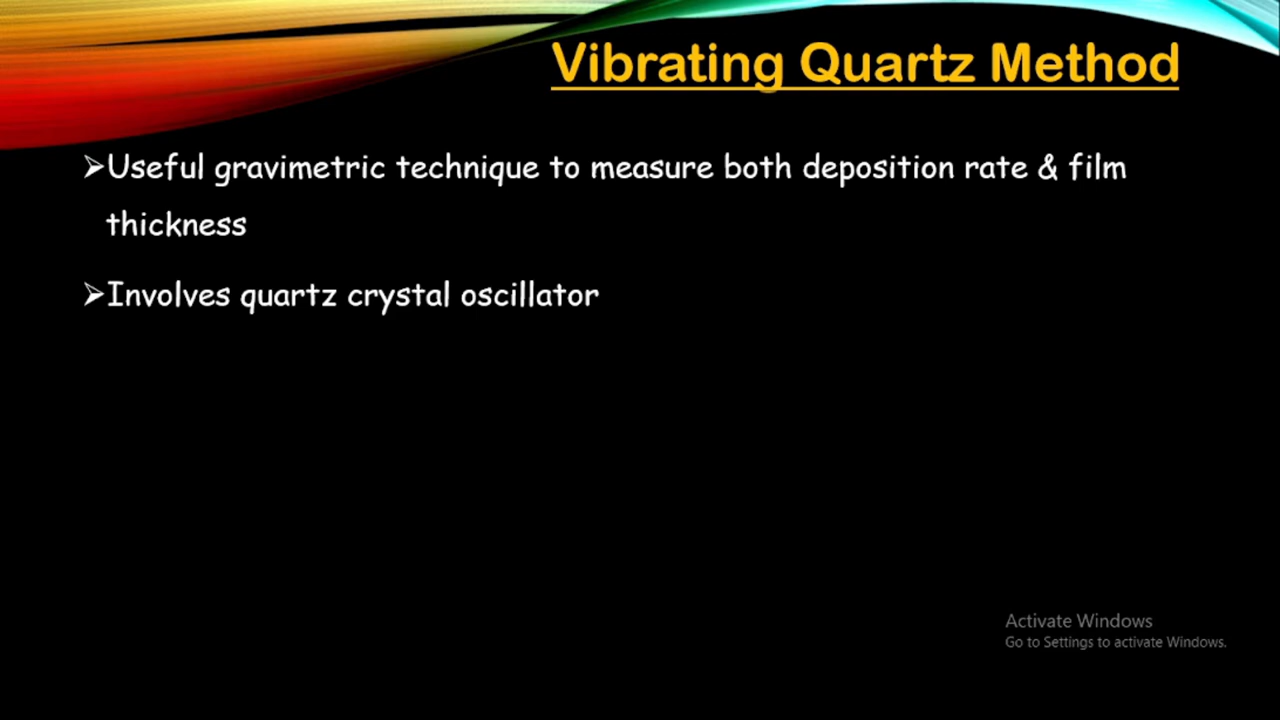 Vibrating Quartz Method
➢Useful gravimetric technique to measure both deposition rate & film
thickness
➢Involves quartz crystal oscillator
Activate Windows
Go to Settings to activate Windows.